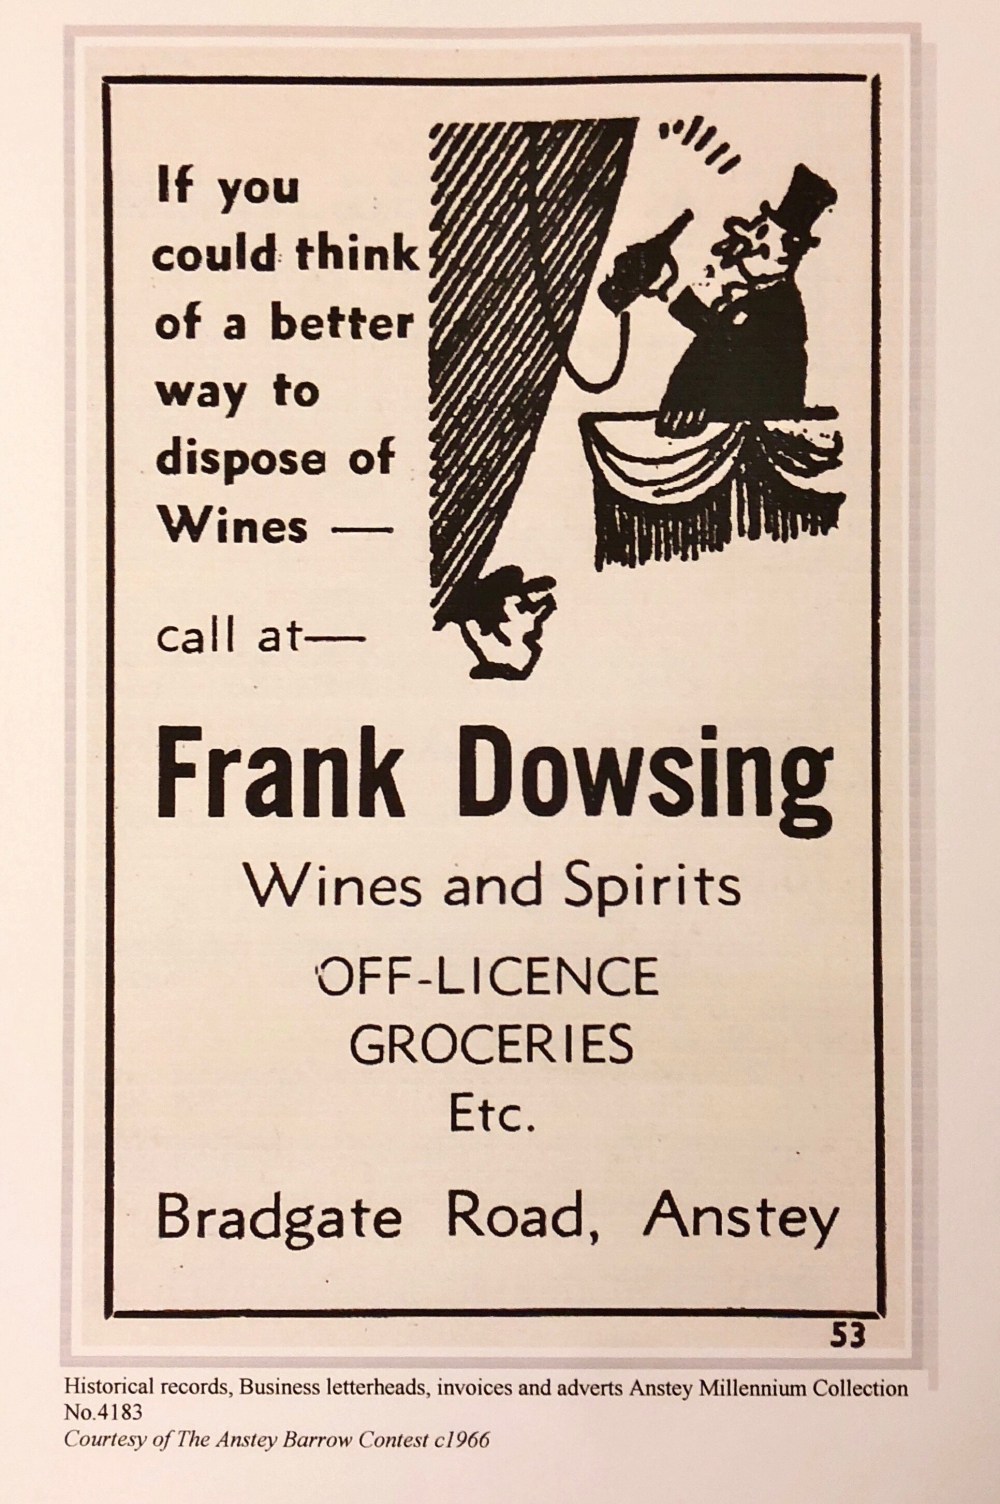 If you
could think
of a better
way to
dispose of
Wines —
call at—
Frank Dowsing
Wines and Spirits
OFF-LICENCE
GROCERIES
Etc.
Bradgate Road, Anstey
53
Historical records, Business letterheads, invoices and adverts Anstey Millennium Collection
No.4183
Courtesy of The Anstey Barrow Contest c1966